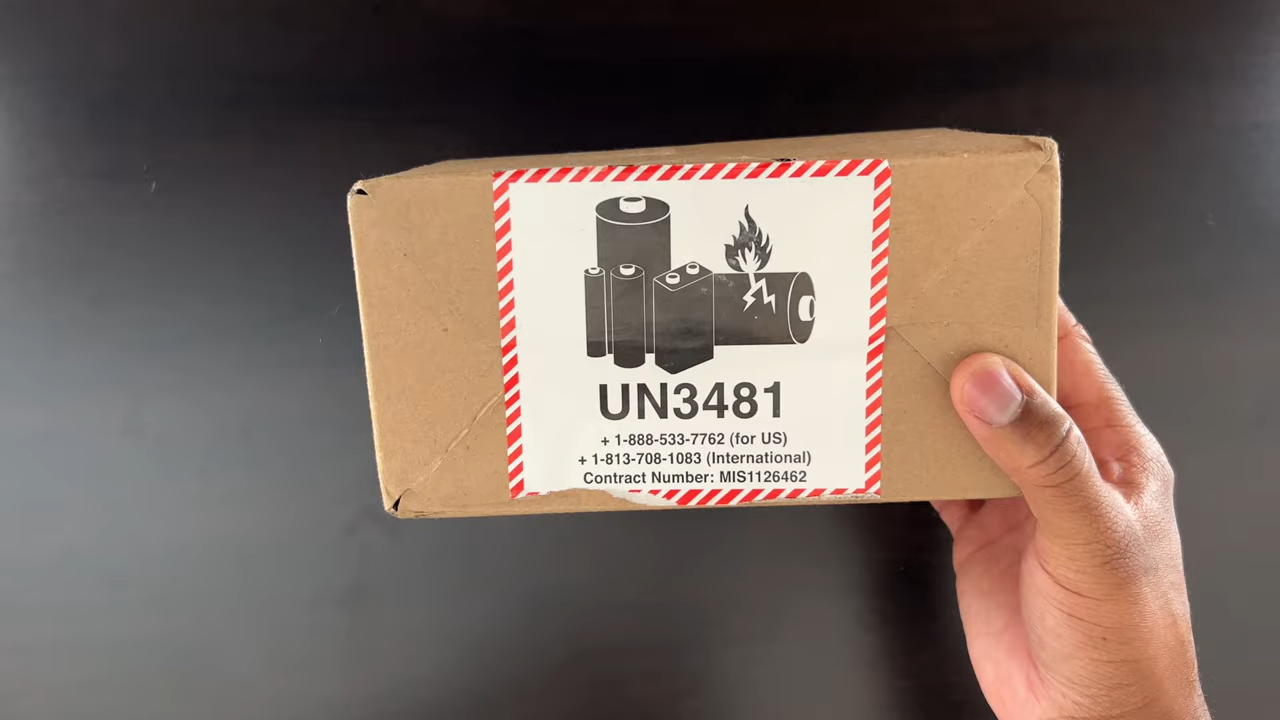 UN3481
+ 1-888-533-7762 (for US)
+ 1-813-708-1083 (International)
Contract Number: MIS1126462